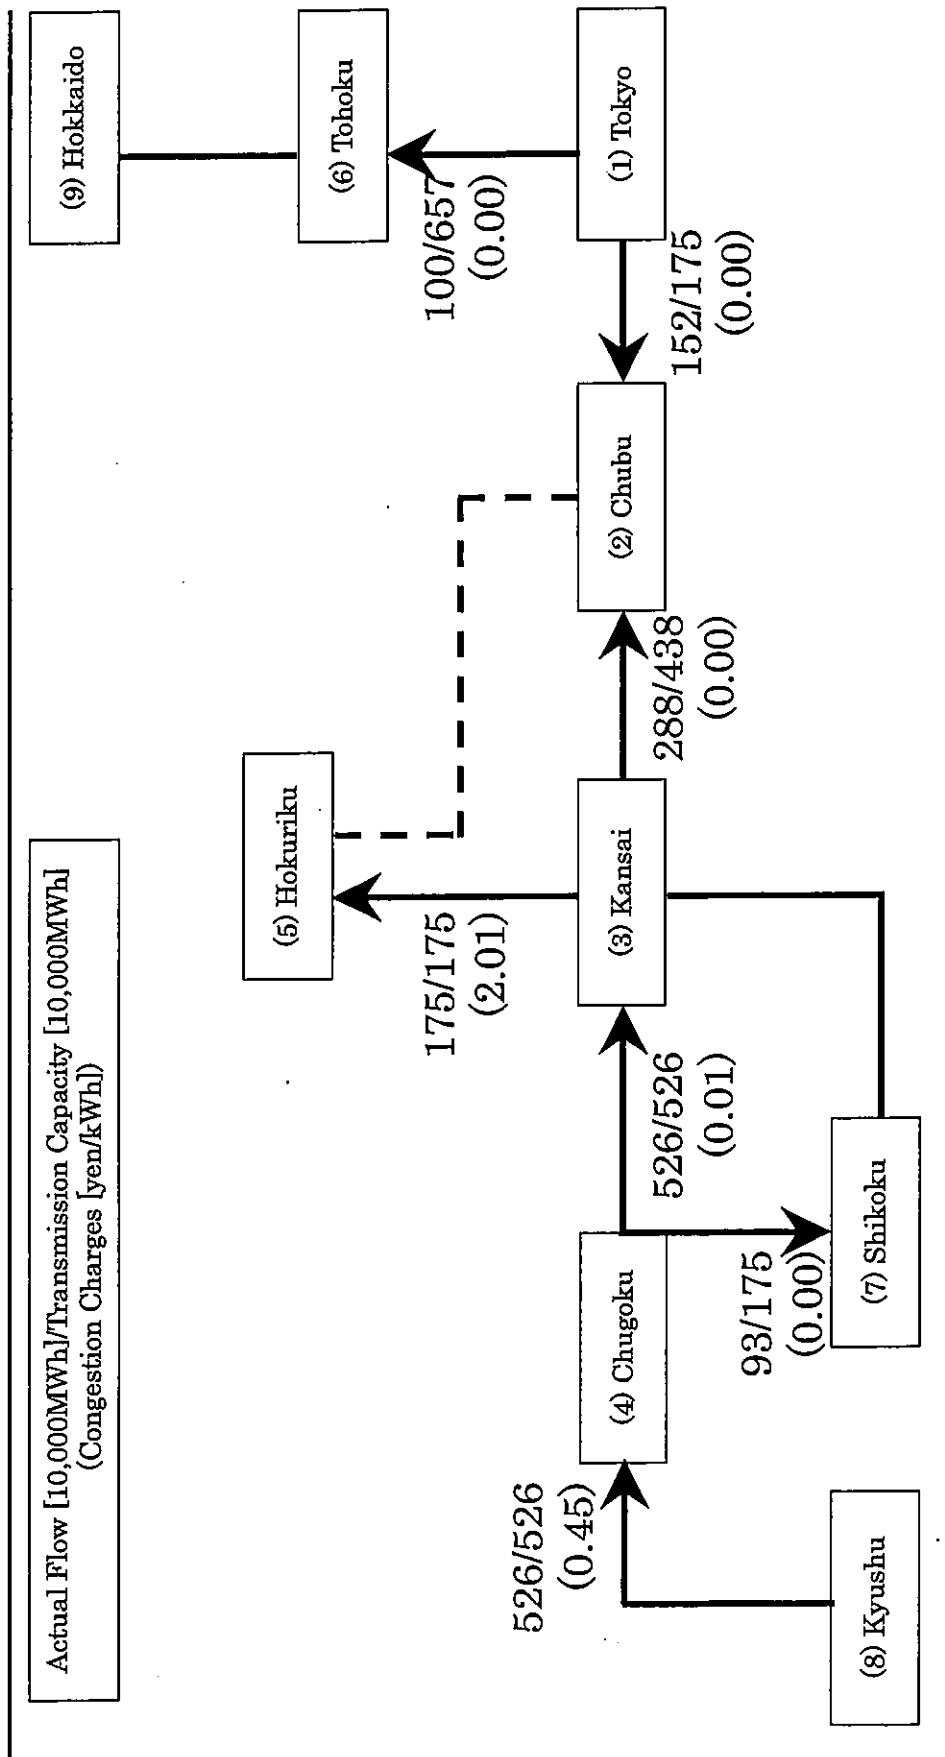 Actual Flow [10,000MWh]/Transmission Capacity [10,000MWh]
(Congestion Charges [yen/kWh])
(9) Hokkaido
(5) Hokuriku
(6) Tohoku
175/175
(2.01)
100/657
(0.00)
526/526
(0.45)
(4) Chugoku
(3) Kansai
(2) Chubu
(1) Tokyo
526/526
(0.01)
288/438
(0.00)
152/175
(0.00)
93/175
(0.00)
(8) Kyushu
(7) Shikoku